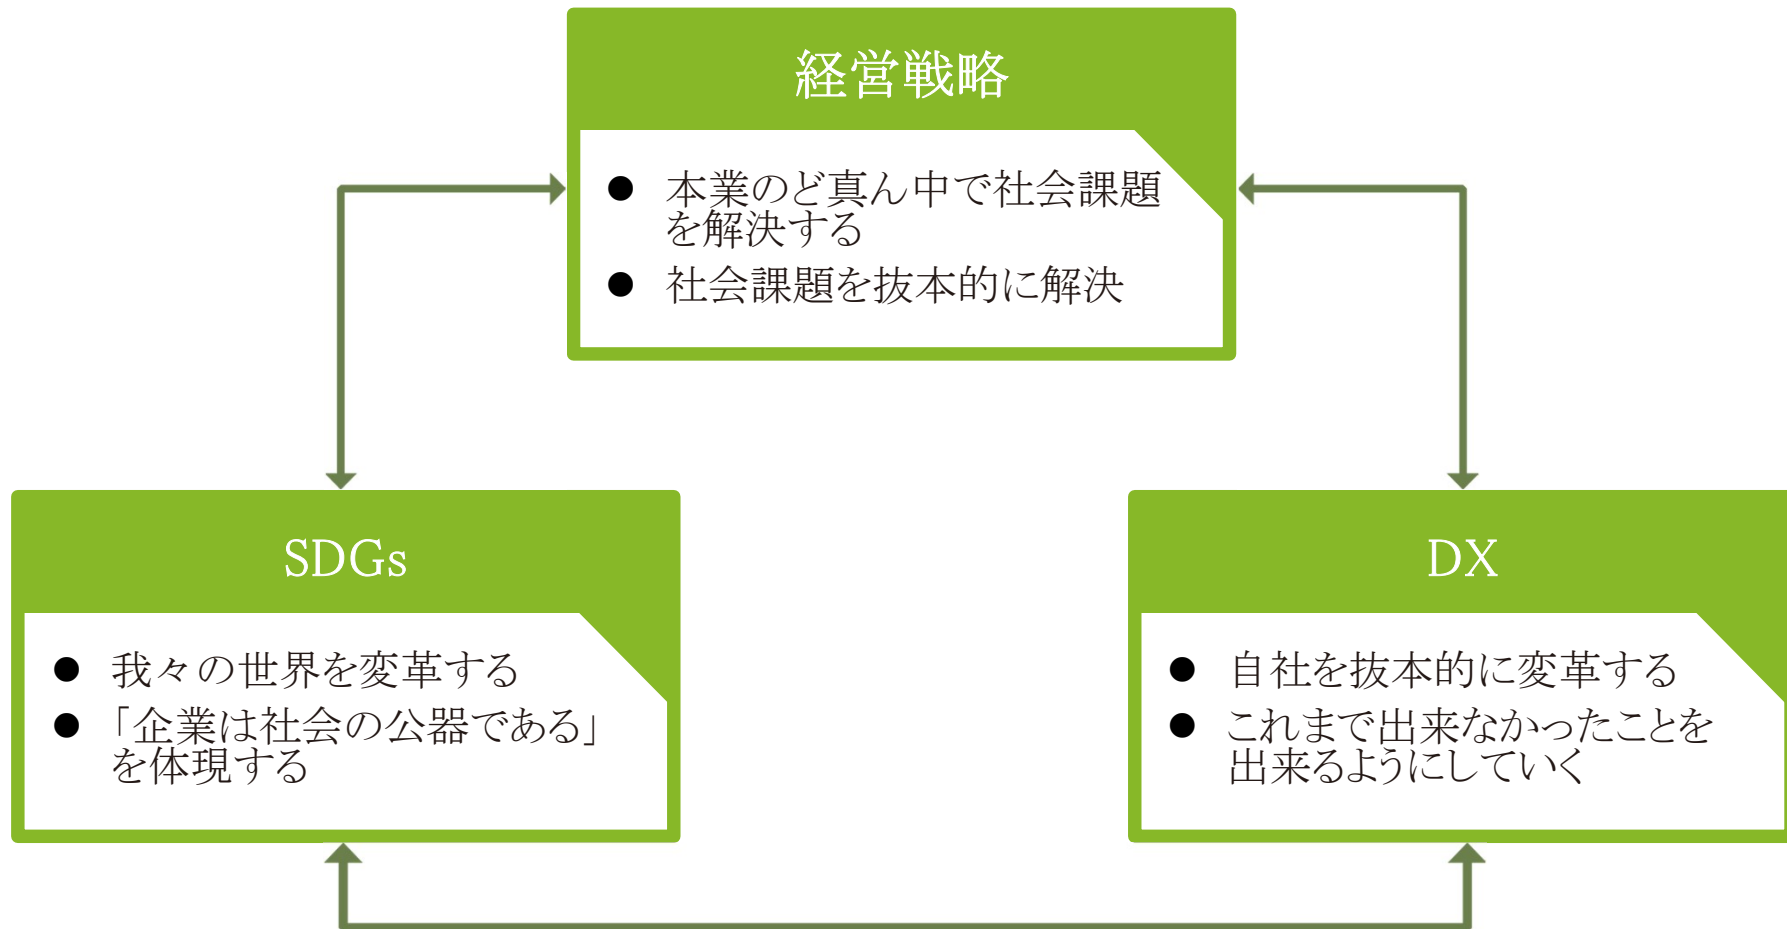 経営戦略
● 本業のど真ん中で社会課題
を解決する
● 社会課題を抜本的に解決
SDGs
● 我々の世界を変革する
● 「企業は社会の公器である」
を体現する
DX
● 自社を抜本的に変革する
● これまで出来なかったことを
出来るようにしていく